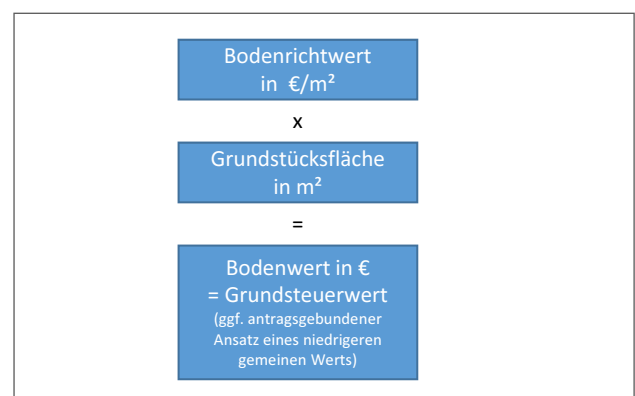 Bodenrichtwert
in €/m²
x
Grundstücksfläche
in m²
=
Bodenwert in €
= Grundsteuerwert
(ggf. antragsgebundener
Ansatz eines niedrigeren
gemeinen Werts)